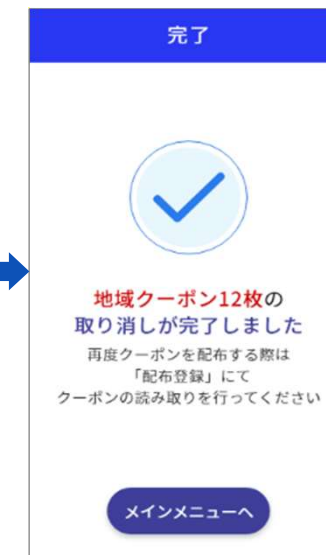 完了
地域クーポン12枚の
取り消しが完了しました
再度クーポンを配布する際は
「配布登録」にて
クーポンの読み取りを行ってください
メインメニューへ